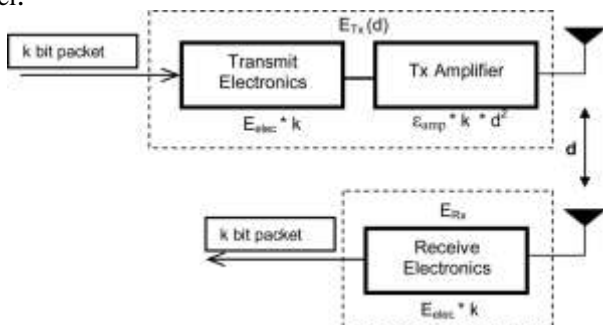 E_Tx (d)
k bit packet
Transmit
Electronics
Tx Amplifier
E_elec * k
ε_amp * k * d²
d
E_Rx
k bit packet
Receive
Electronics
E_elec * k